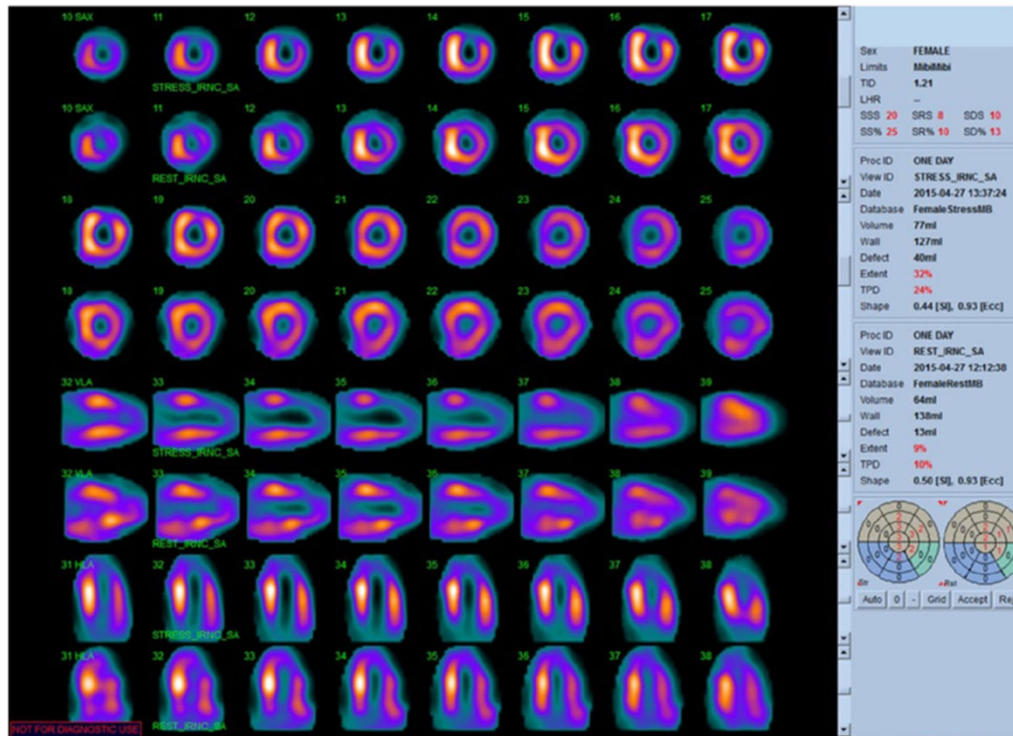 10 SAX 11 12 13 14 15 16 17
STRESS_IRNC_SA
10 SAX 11 12 13 14 15 16 17
REST_IRNC_SA
18 19 20 21 22 23 24 25
18 19 20 21 22 23 24 25
32 VLA 33 34 35 36 37 38 39
STRESS_IRNC_SA
32 VLA 33 34 35 36 37 38 39
REST_IRNC_SA
31 HLA 32 33 34 35 36 37 38
STRESS_IRNC_SA
31 HLA 32 33 34 35 36 37 38
REST_IRNC_SA
NOT FOR DIAGNOSTIC USE
Sex FEMALE
Limits MibiMibi
TID 1.21
LHR --
SSS 20 SRS 8 SDS 10
SS% 25 SR% 10 SD% 13
Proc ID ONE DAY
View ID STRESS_IRNC_SA
Date 2015-04-27 13:37:24
Database FemaleStressMB
Volume 77ml
Wall 127ml
Defect 40ml
Extent 32%
TPD 24%
Shape 0.44 [SI], 0.93 [Ecc]
Proc ID ONE DAY
View ID REST_IRNC_SA
Date 2015-04-27 12:12:38
Database FemaleRestMB
Volume 64ml
Wall 138ml
Defect 13ml
Extent 9%
TPD 10%
Shape 0.50 [SI], 0.93 [Ecc]
Str Rst
Auto 0 - Grid Accept